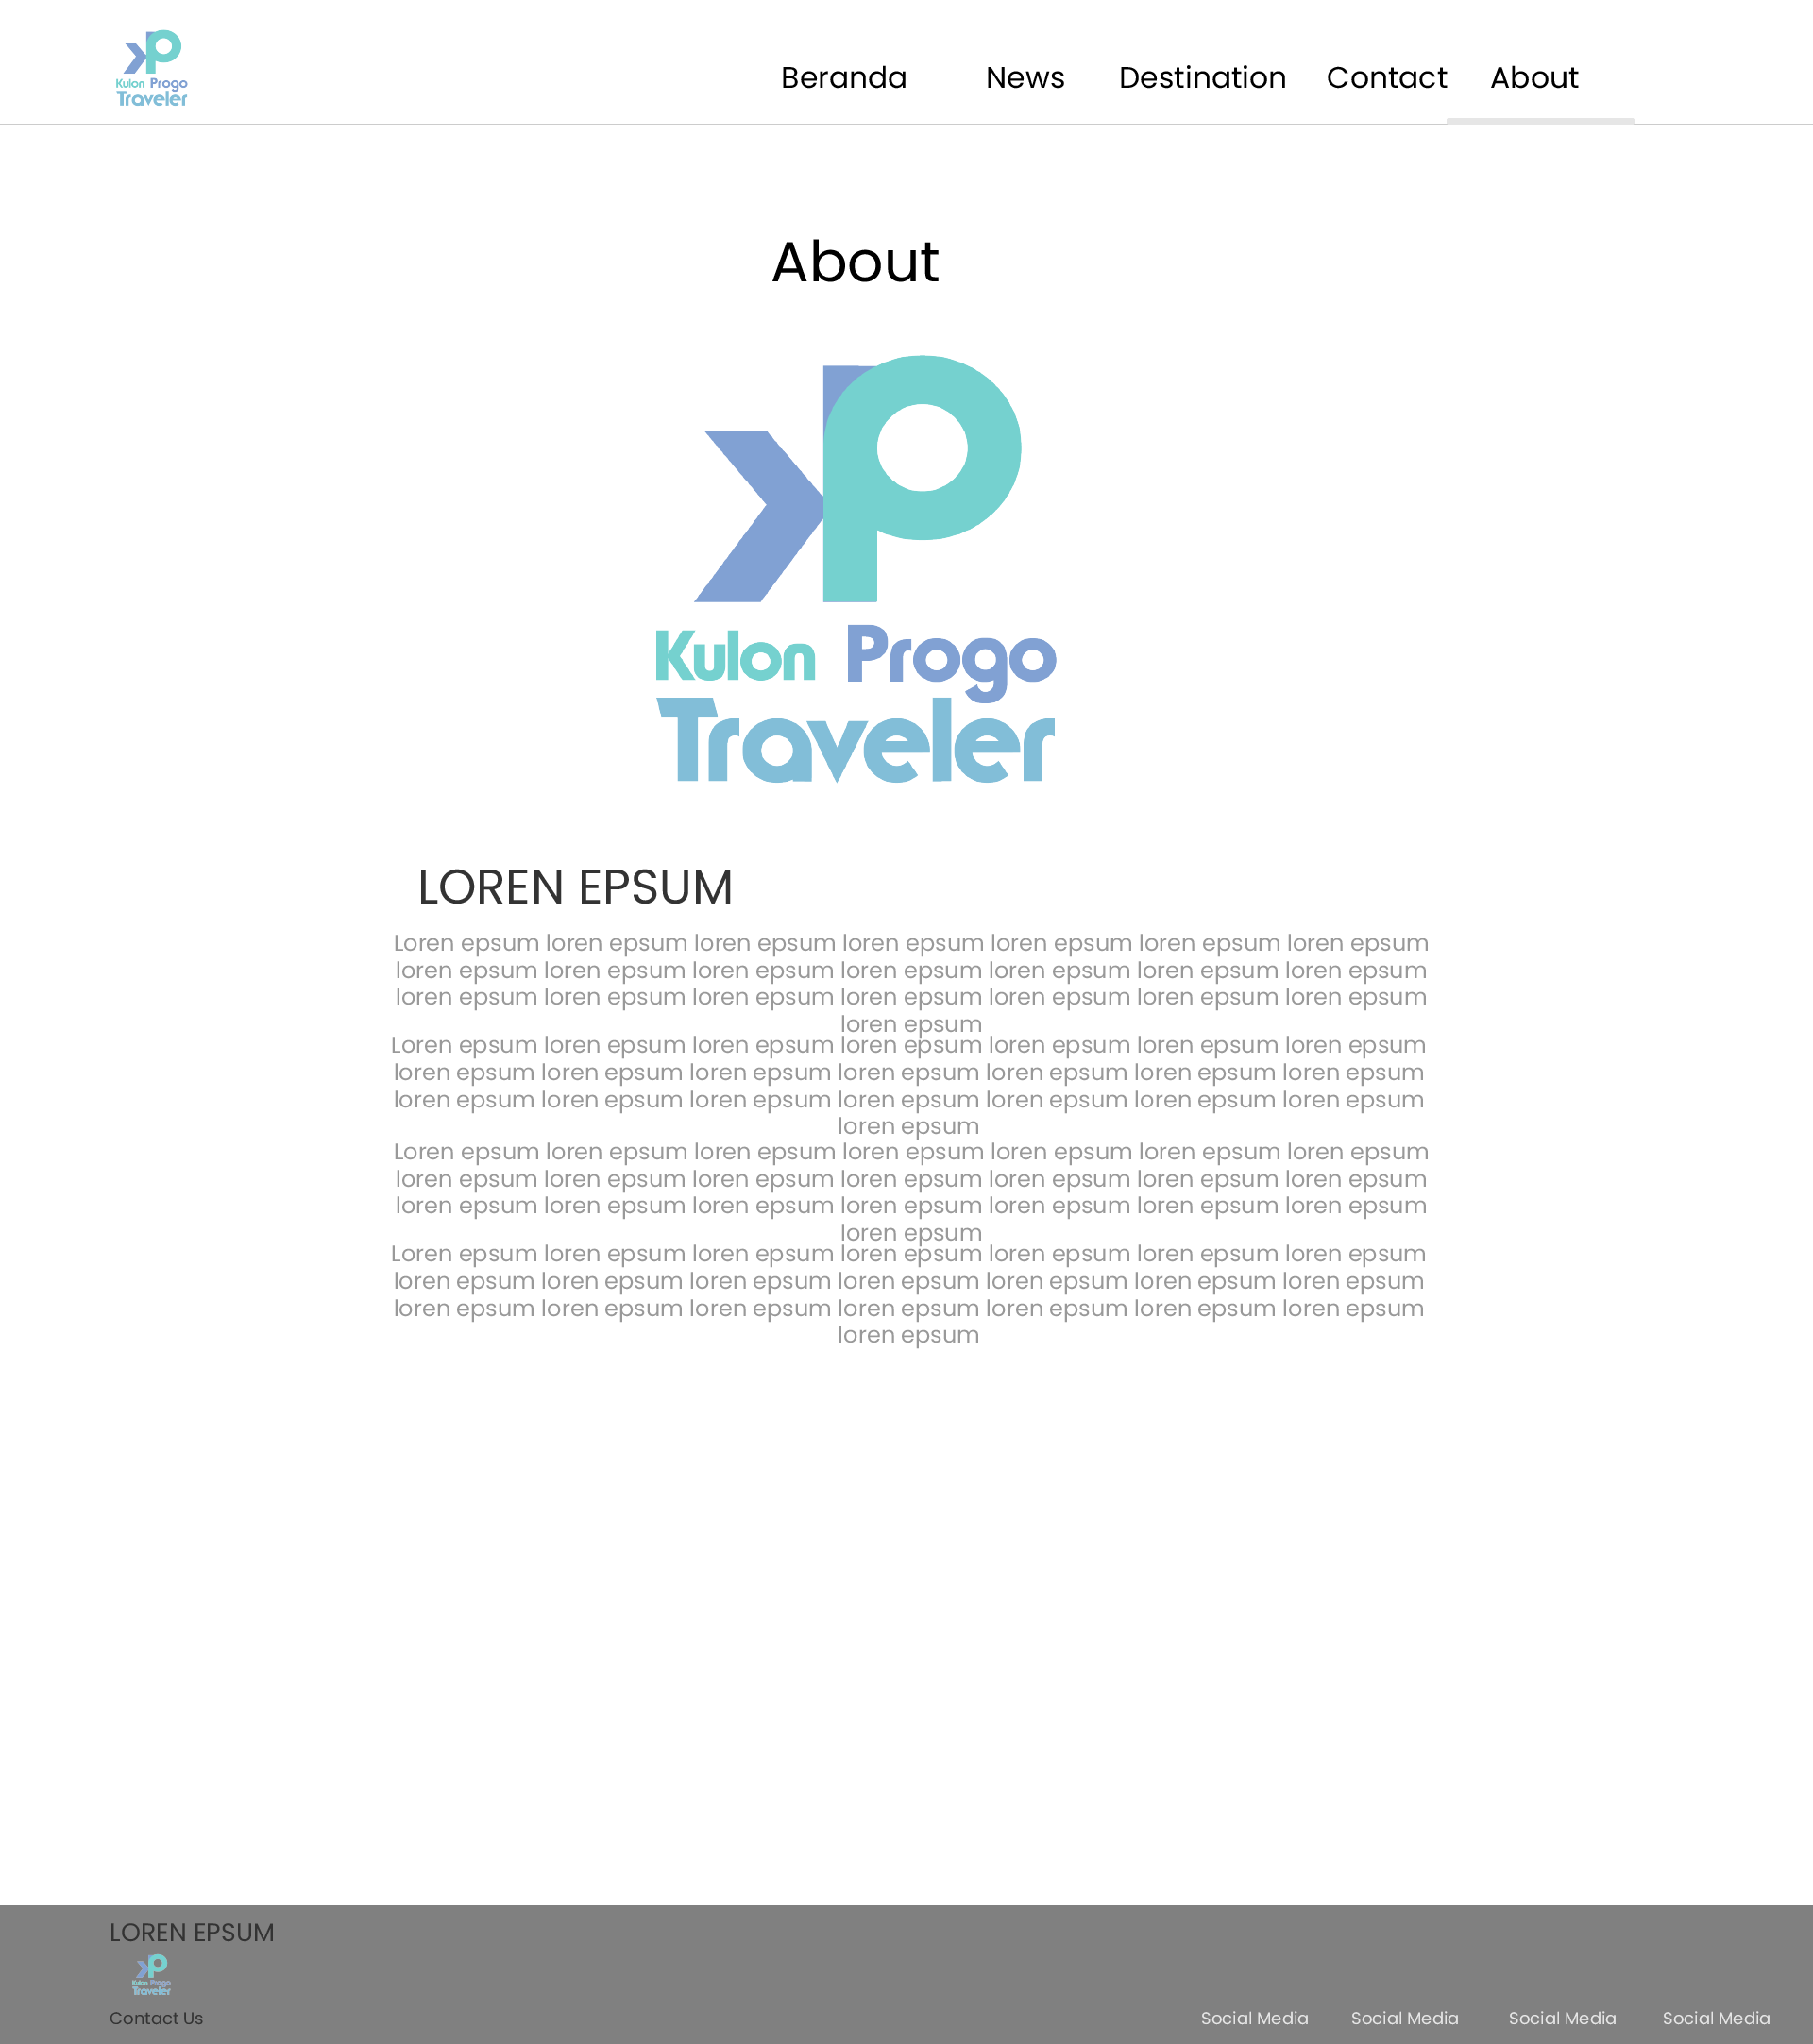 Kulon Progo
Traveler
Beranda News Destination Contact About
About
Kulon Progo
Traveler
LOREN EPSUM
Loren epsum loren epsum loren epsum loren epsum loren epsum loren epsum loren epsum
loren epsum loren epsum loren epsum loren epsum loren epsum loren epsum loren epsum
loren epsum loren epsum loren epsum loren epsum loren epsum loren epsum loren epsum
loren epsum
Loren epsum loren epsum loren epsum loren epsum loren epsum loren epsum loren epsum
loren epsum loren epsum loren epsum loren epsum loren epsum loren epsum loren epsum
loren epsum loren epsum loren epsum loren epsum loren epsum loren epsum loren epsum
loren epsum
Loren epsum loren epsum loren epsum loren epsum loren epsum loren epsum loren epsum
loren epsum loren epsum loren epsum loren epsum loren epsum loren epsum loren epsum
loren epsum loren epsum loren epsum loren epsum loren epsum loren epsum loren epsum
loren epsum
Loren epsum loren epsum loren epsum loren epsum loren epsum loren epsum loren epsum
loren epsum loren epsum loren epsum loren epsum loren epsum loren epsum loren epsum
loren epsum loren epsum loren epsum loren epsum loren epsum loren epsum loren epsum
loren epsum
LOREN EPSUM
Kulon Progo
Traveler
Contact Us
Social Media Social Media Social Media Social Media